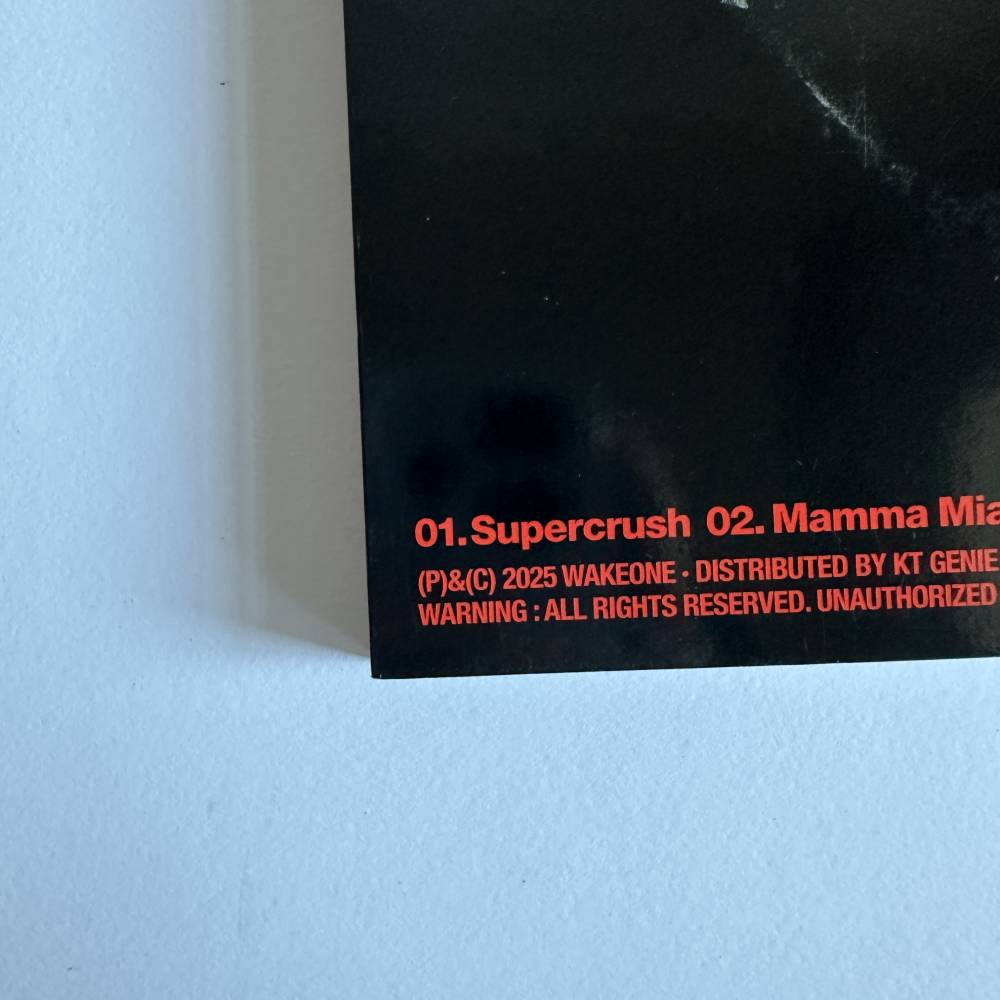 01.Supercrush 02. Mamma Mia
(P)&(C) 2025 WAKEONE · DISTRIBUTED BY KT GENIE
WARNING : ALL RIGHTS RESERVED. UNAUTHORIZED